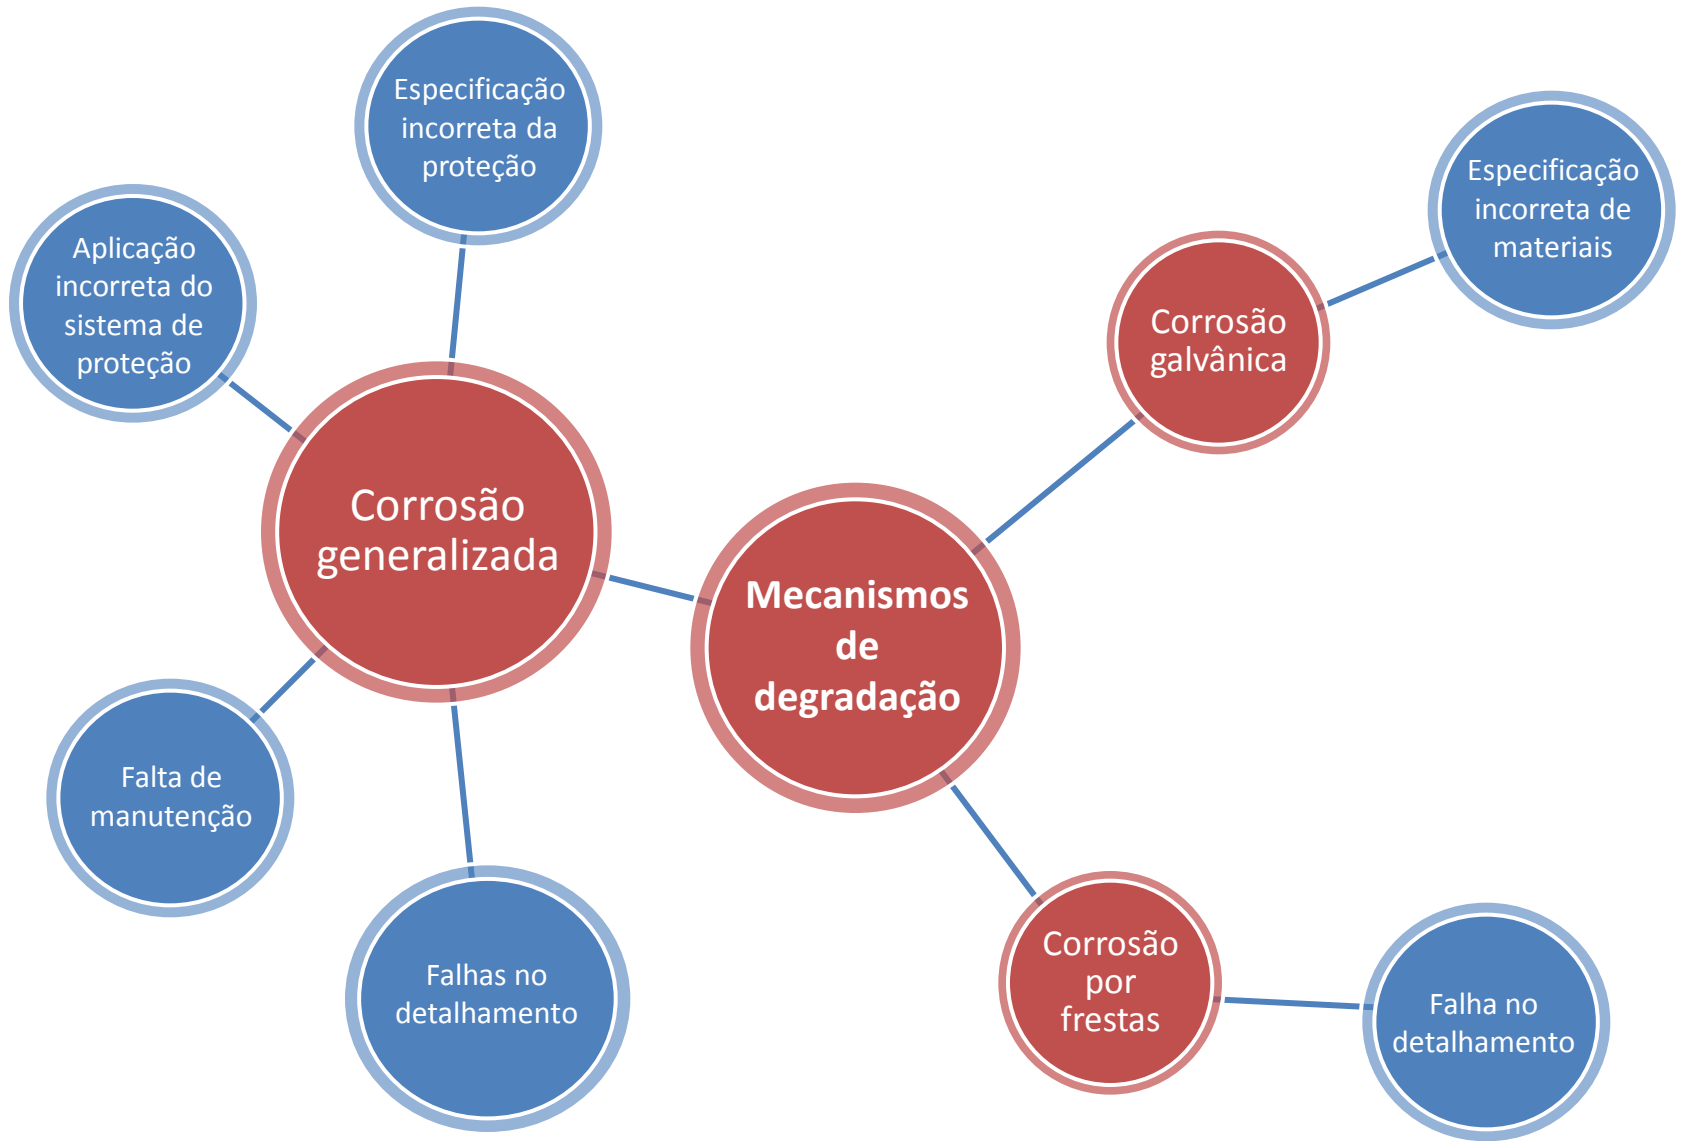 Especificação
incorreta da
proteção
Aplicação
incorreta do
sistema de
proteção
Corrosão
generalizada
Falta de
manutenção
Falhas no
detalhamento
Mecanismos
de
degradação
Especificação
incorreta de
materiais
Corrosão
galvânica
Corrosão
por
frestas
Falha no
detalhamento